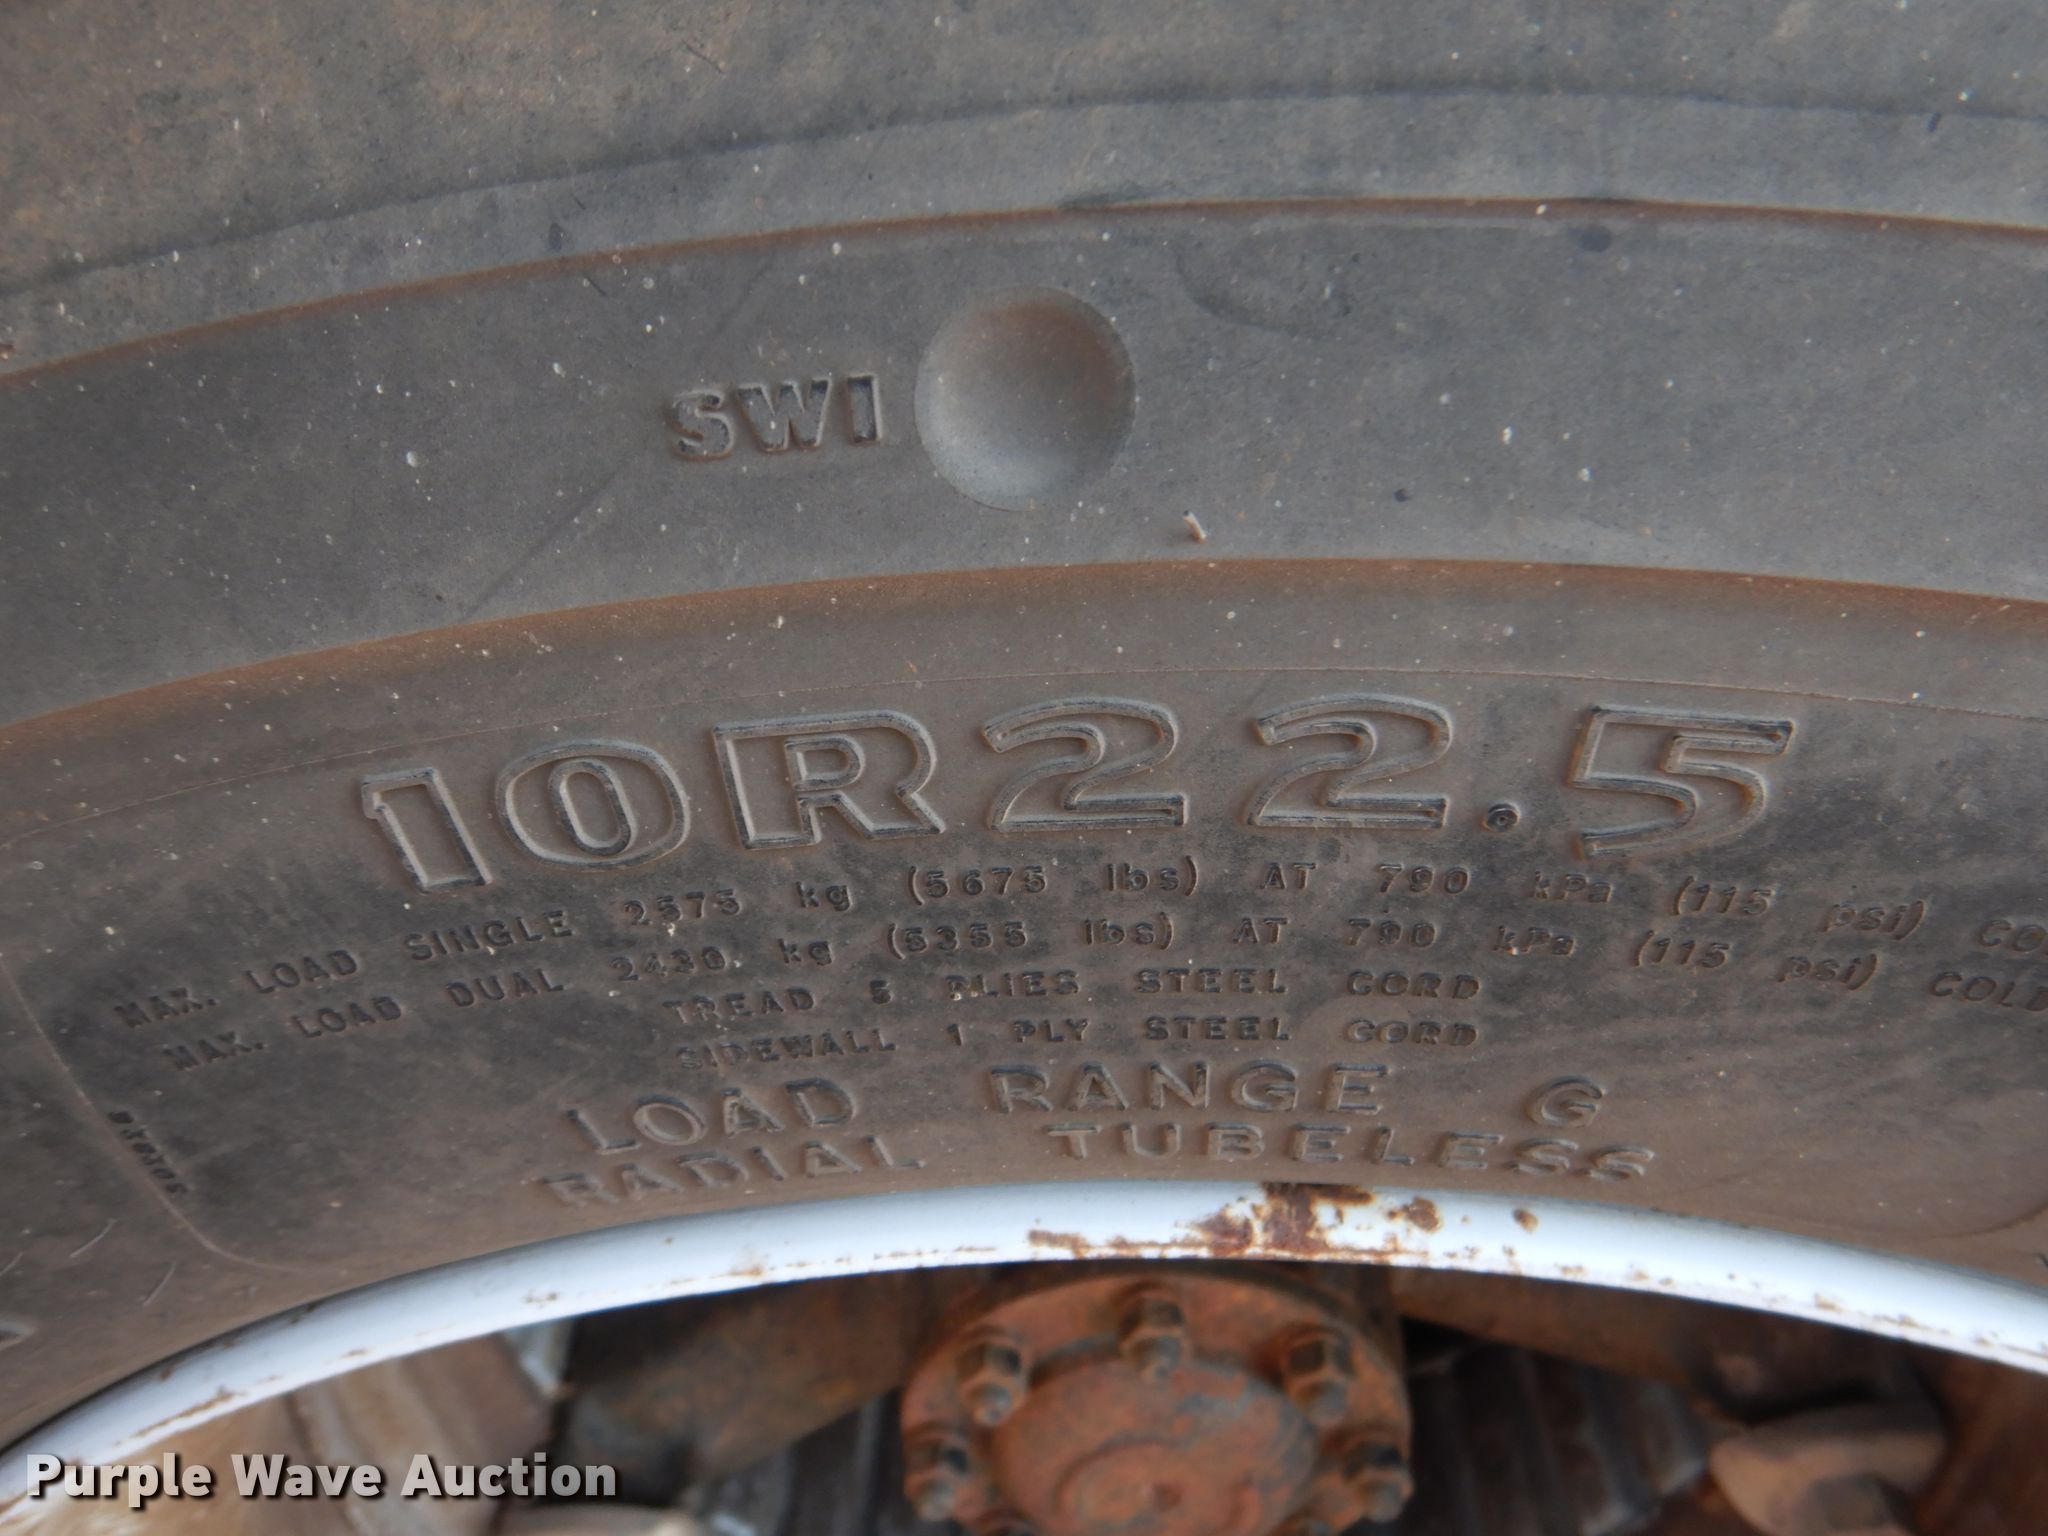 SWI
10R22.5
MAX. LOAD SINGLE 2575 kg (5675 lbs) AT 790 kPa (115 psi) CO
MAX. LOAD DUAL 2430 kg (5355 lbs) AT 790 kPa (115 psi) COLD
TREAD 5 PLIES STEEL CORD
SIDEWALL 1 PLY STEEL CORD
LOAD RANGE G
RADIAL TUBELESS
Purple Wave Auction